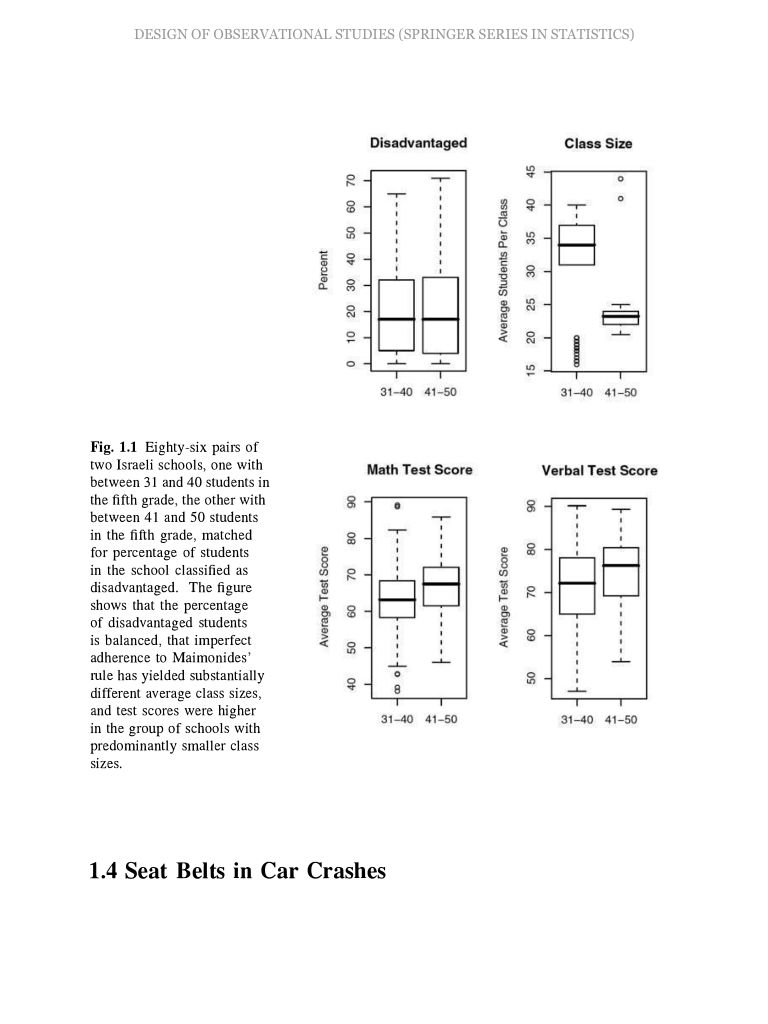 DESIGN OF OBSERVATIONAL STUDIES (SPRINGER SERIES IN STATISTICS)
Disadvantaged
Percent
70
60
50
40
30
20
10
0
31–40 41–50
Class Size
Average Students Per Class
45
40
35
30
25
20
15
31–40 41–50
Fig. 1.1 Eighty-six pairs of
two Israeli schools, one with
between 31 and 40 students in
the fifth grade, the other with
between 41 and 50 students
in the fifth grade, matched
for percentage of students
in the school classified as
disadvantaged. The figure
shows that the percentage
of disadvantaged students
is balanced, that imperfect
adherence to Maimonides’
rule has yielded substantially
different average class sizes,
and test scores were higher
in the group of schools with
predominantly smaller class
sizes.
Math Test Score
Average Test Score
90
80
70
60
50
40
31–40 41–50
Verbal Test Score
Average Test Score
90
80
70
60
50
31–40 41–50
1.4 Seat Belts in Car Crashes